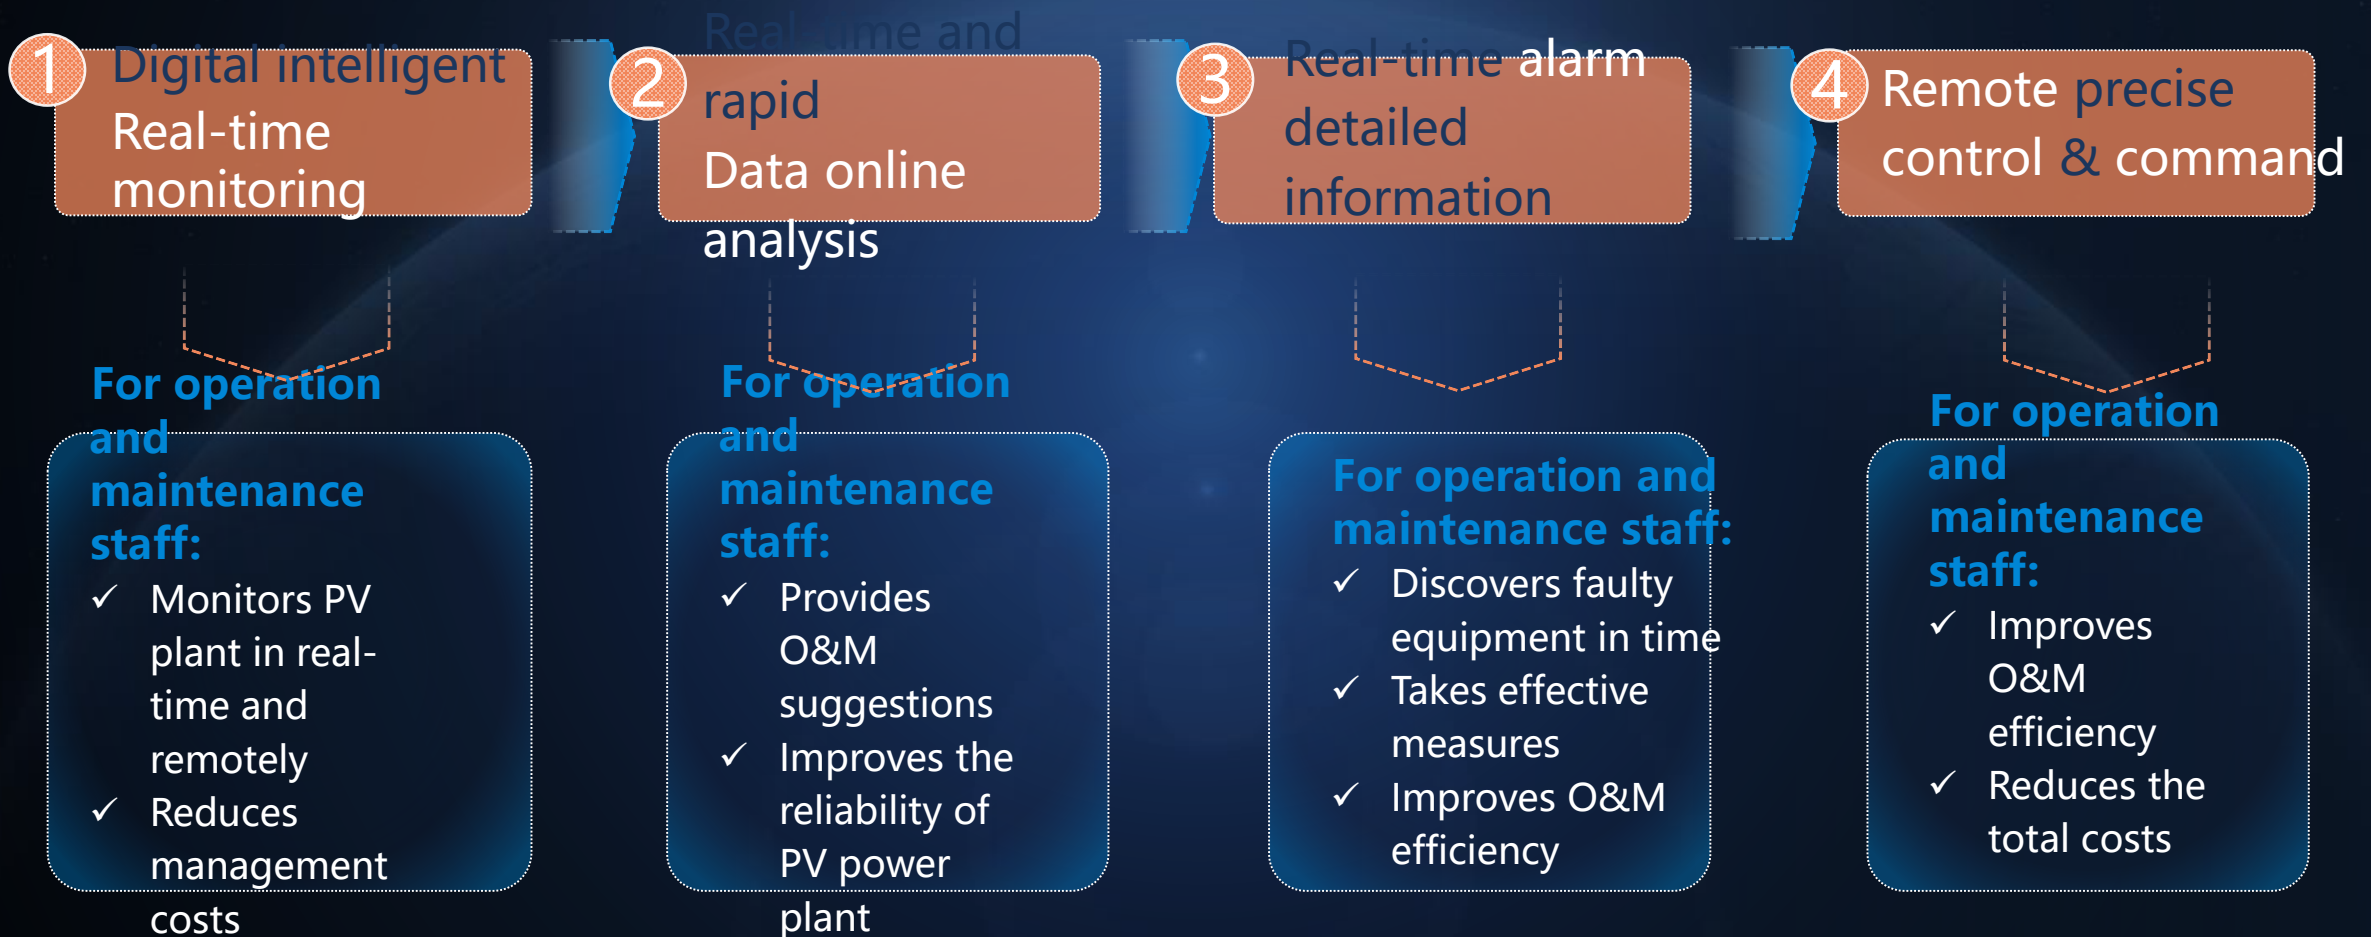 1
Digital intelligent
Real-time
monitoring
2
Real-time and
rapid
Data online
analysis
3
Real-time alarm
detailed
information
4
Remote precise
control & command
For operation
and
maintenance
staff:
✓ Monitors PV
plant in real-
time and
remotely
✓ Reduces
management
costs
For operation
and
maintenance
staff:
✓ Provides
O&M
suggestions
✓ Improves the
reliability of
PV power
plant
For operation and
maintenance staff:
✓ Discovers faulty
equipment in time
✓ Takes effective
measures
✓ Improves O&M
efficiency
For operation
and
maintenance
staff:
✓ Improves
O&M
efficiency
✓ Reduces the
total costs